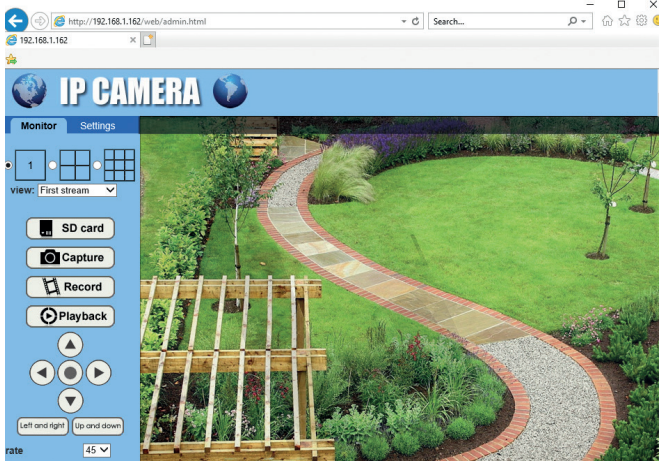 http://192.168.1.162/web/admin.html
Search...
192.168.1.162
IP CAMERA
Monitor Settings
1
view: First stream
SD card
Capture
Record
Playback
Left and right Up and down
rate 45